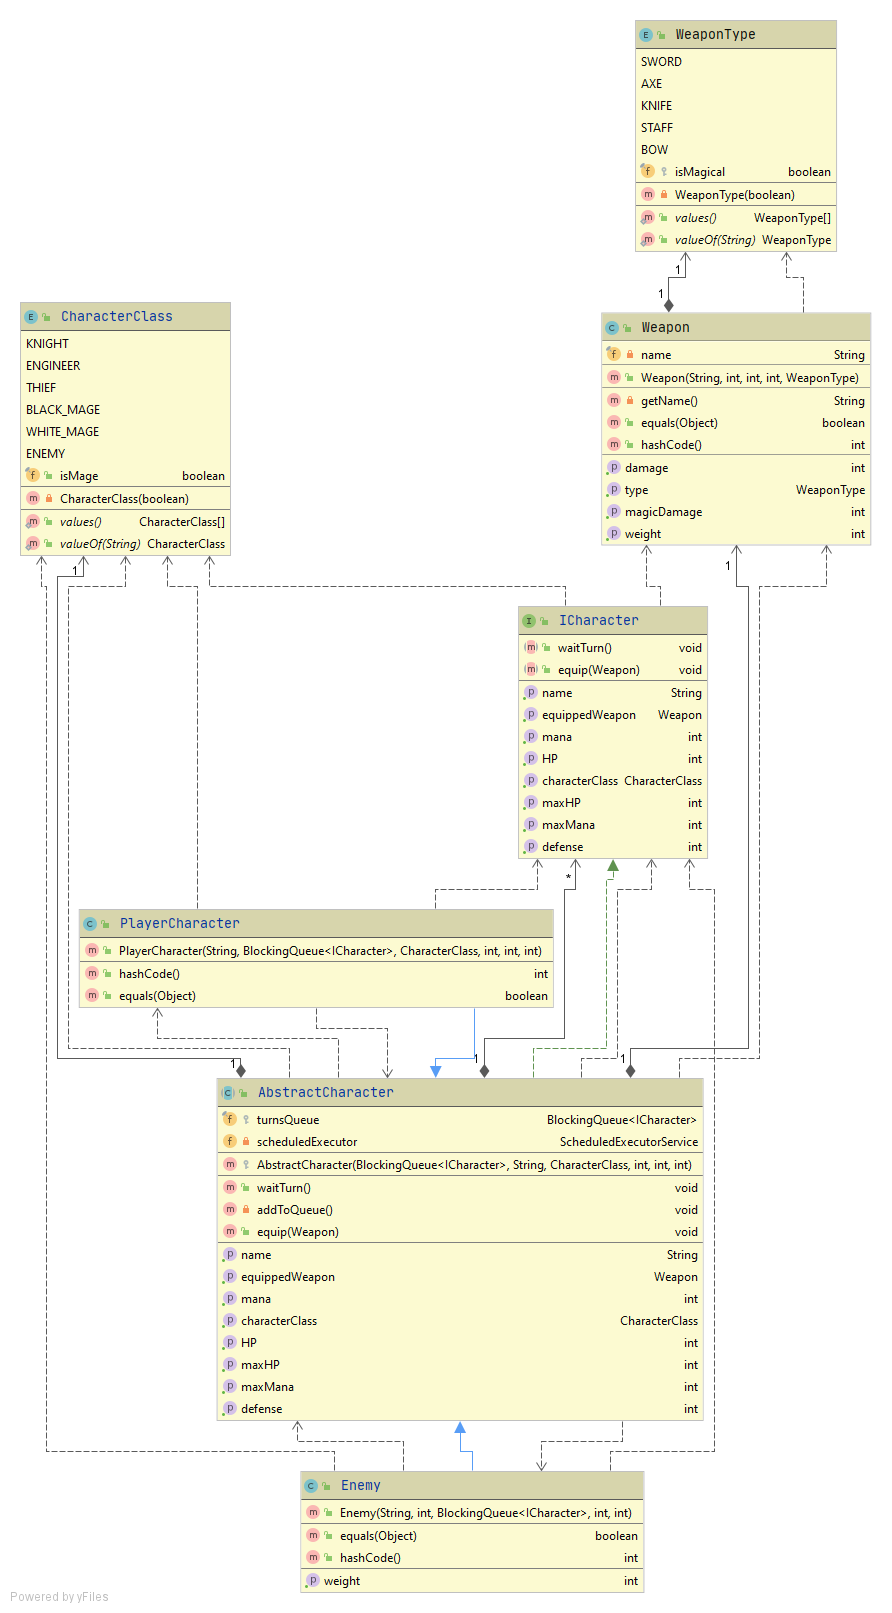 WeaponType
SWORD
AXE
KNIFE
STAFF
BOW
f isMagical boolean
m WeaponType(boolean)
m values() WeaponType[]
m valueOf(String) WeaponType
1
1
E CharacterClass
KNIGHT
ENGINEER
THIEF
BLACK_MAGE
WHITE_MAGE
ENEMY
f isMage boolean
m CharacterClass(boolean)
m values() CharacterClass[]
m valueOf(String) CharacterClass
C Weapon
f name String
m Weapon(String, int, int, int, WeaponType)
m getName() String
m equals(Object) boolean
m hashCode() int
p damage int
p type WeaponType
p magicDamage int
p weight int
1
1
I ICharacter
m waitTurn() void
m equip(Weapon) void
p name String
p equippedWeapon Weapon
p mana int
p HP int
p characterClass CharacterClass
p maxHP int
p maxMana int
p defense int
*
C PlayerCharacter
m PlayerCharacter(String, BlockingQueue<ICharacter>, CharacterClass, int, int, int)
m hashCode() int
m equals(Object) boolean
1
1
1
C AbstractCharacter
f turnsQueue BlockingQueue<ICharacter>
f scheduledExecutor ScheduledExecutorService
m AbstractCharacter(BlockingQueue<ICharacter>, String, CharacterClass, int, int, int)
m waitTurn() void
m addToQueue() void
m equip(Weapon) void
p name String
p equippedWeapon Weapon
p mana int
p characterClass CharacterClass
p HP int
p maxHP int
p maxMana int
p defense int
C Enemy
m Enemy(String, int, BlockingQueue<ICharacter>, int, int)
m equals(Object) boolean
m hashCode() int
p weight int
Powered by yFiles